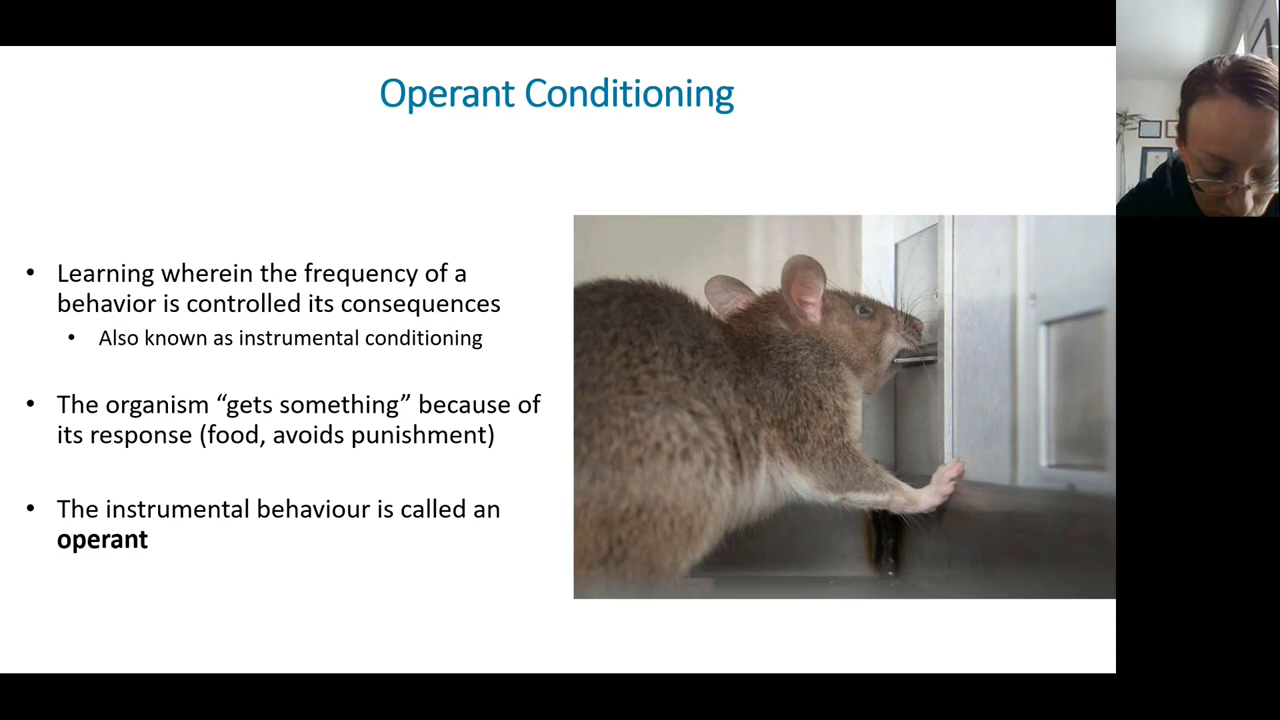 Operant Conditioning
• Learning wherein the frequency of a
behavior is controlled its consequences
• Also known as instrumental conditioning
• The organism “gets something” because of
its response (food, avoids punishment)
• The instrumental behaviour is called an
operant